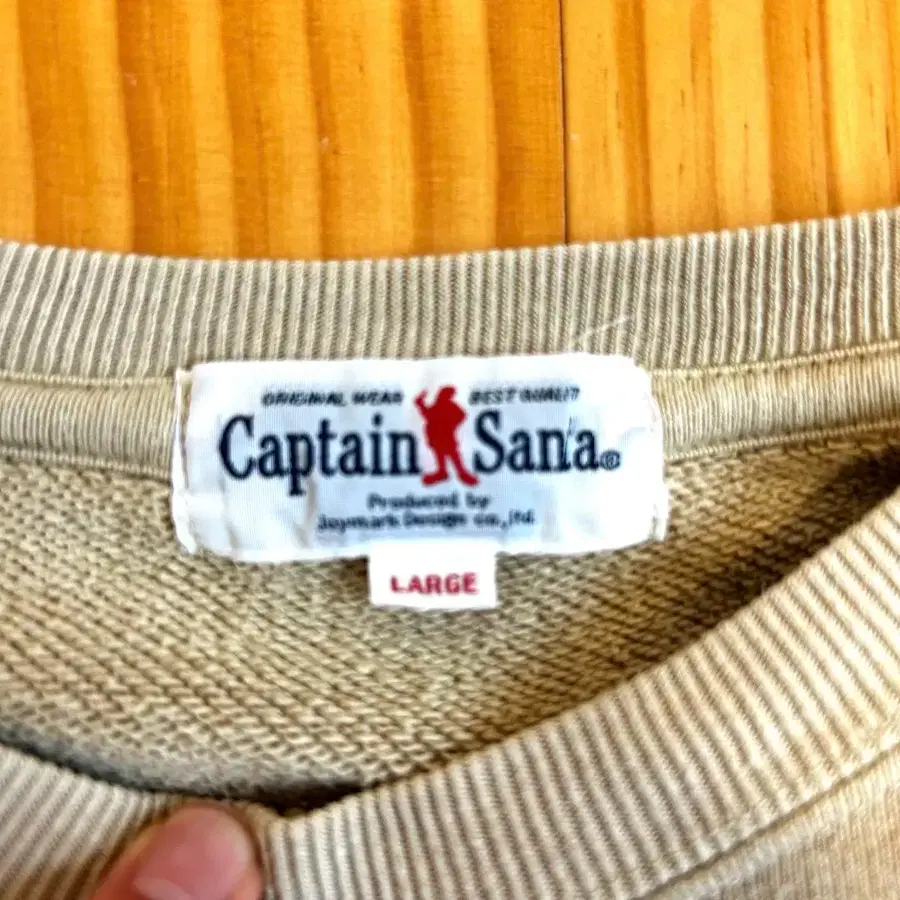 ORIGINAL WEAR BEST QUALITY
Captain Santa®
Produced by
Joymark Design co.,ltd
LARGE